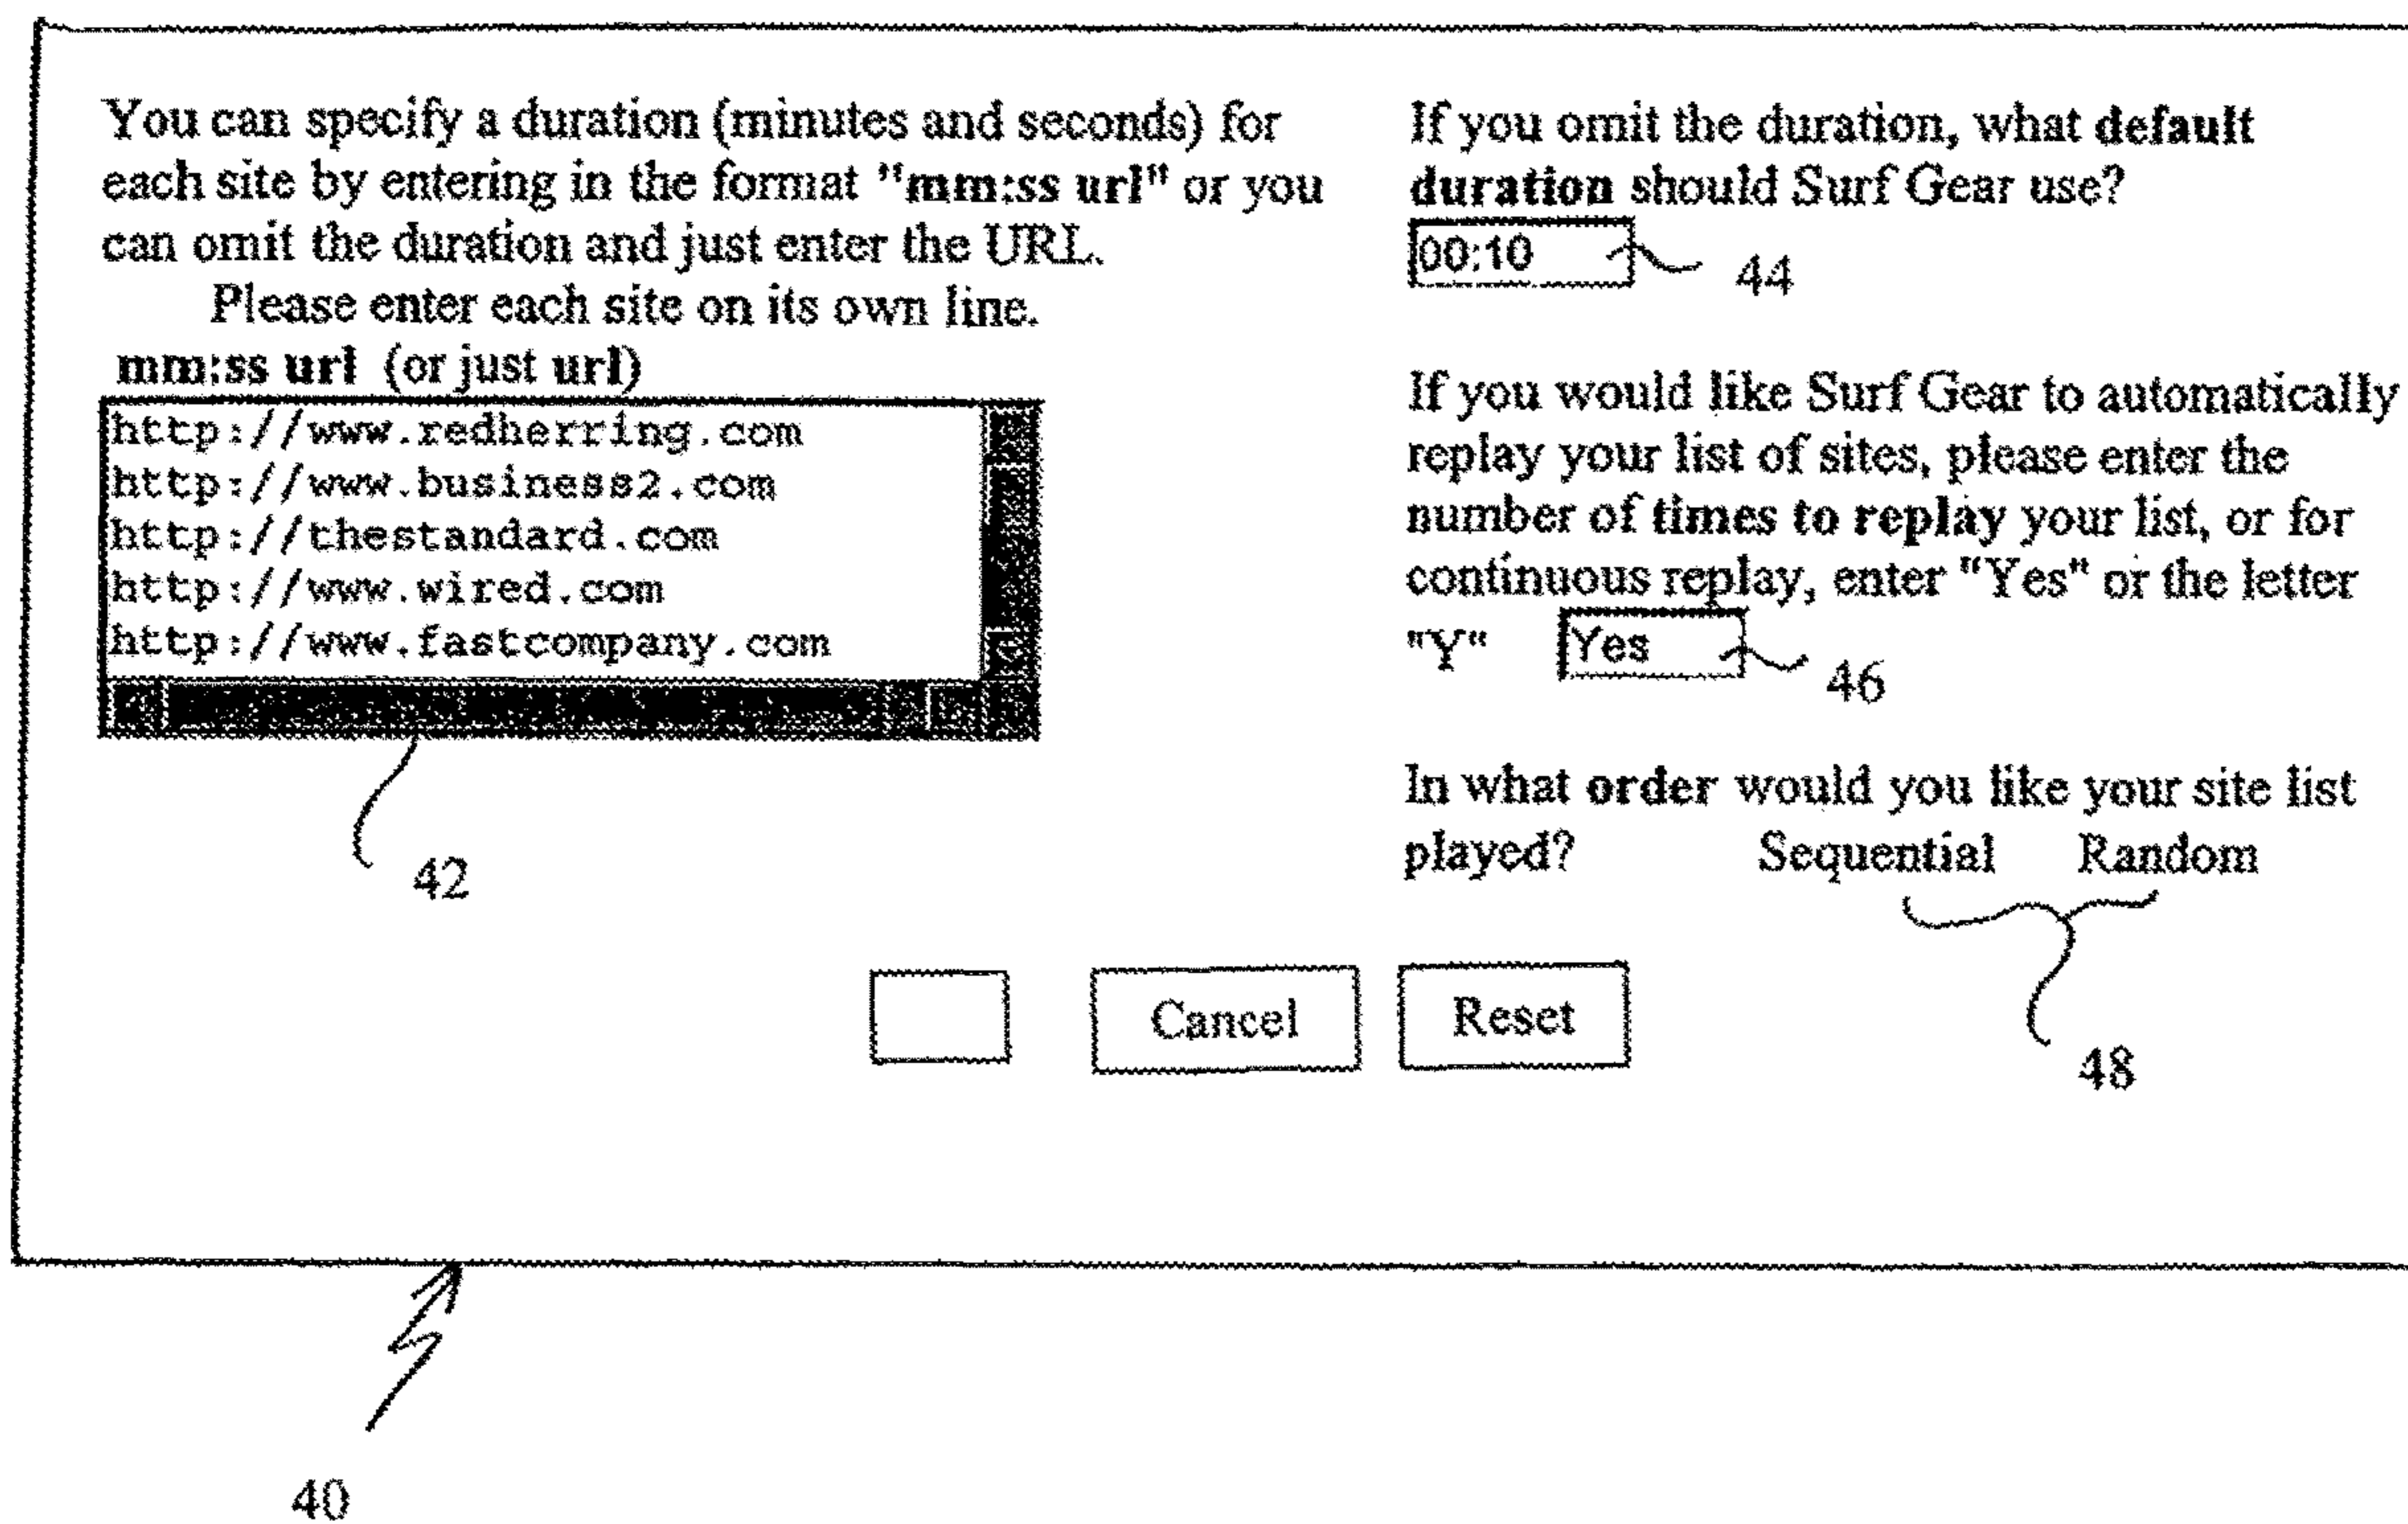 You can specify a duration (minutes and seconds) for
each site by entering in the format "mm:ss url" or you
can omit the duration and just enter the URL.
Please enter each site on its own line.
mm:ss url (or just url)
http://www.redherring.com
http://www.business2.com
http://thestandard.com
http://www.wired.com
http://www.fastcompany.com
42
If you omit the duration, what default
duration should Surf Gear use?
00:10
44
If you would like Surf Gear to automatically
replay your list of sites, please enter the
number of times to replay your list, or for
continuous replay, enter "Yes" or the letter
"Y" Yes
46
In what order would you like your site list
played? Sequential Random
48
Cancel Reset
40